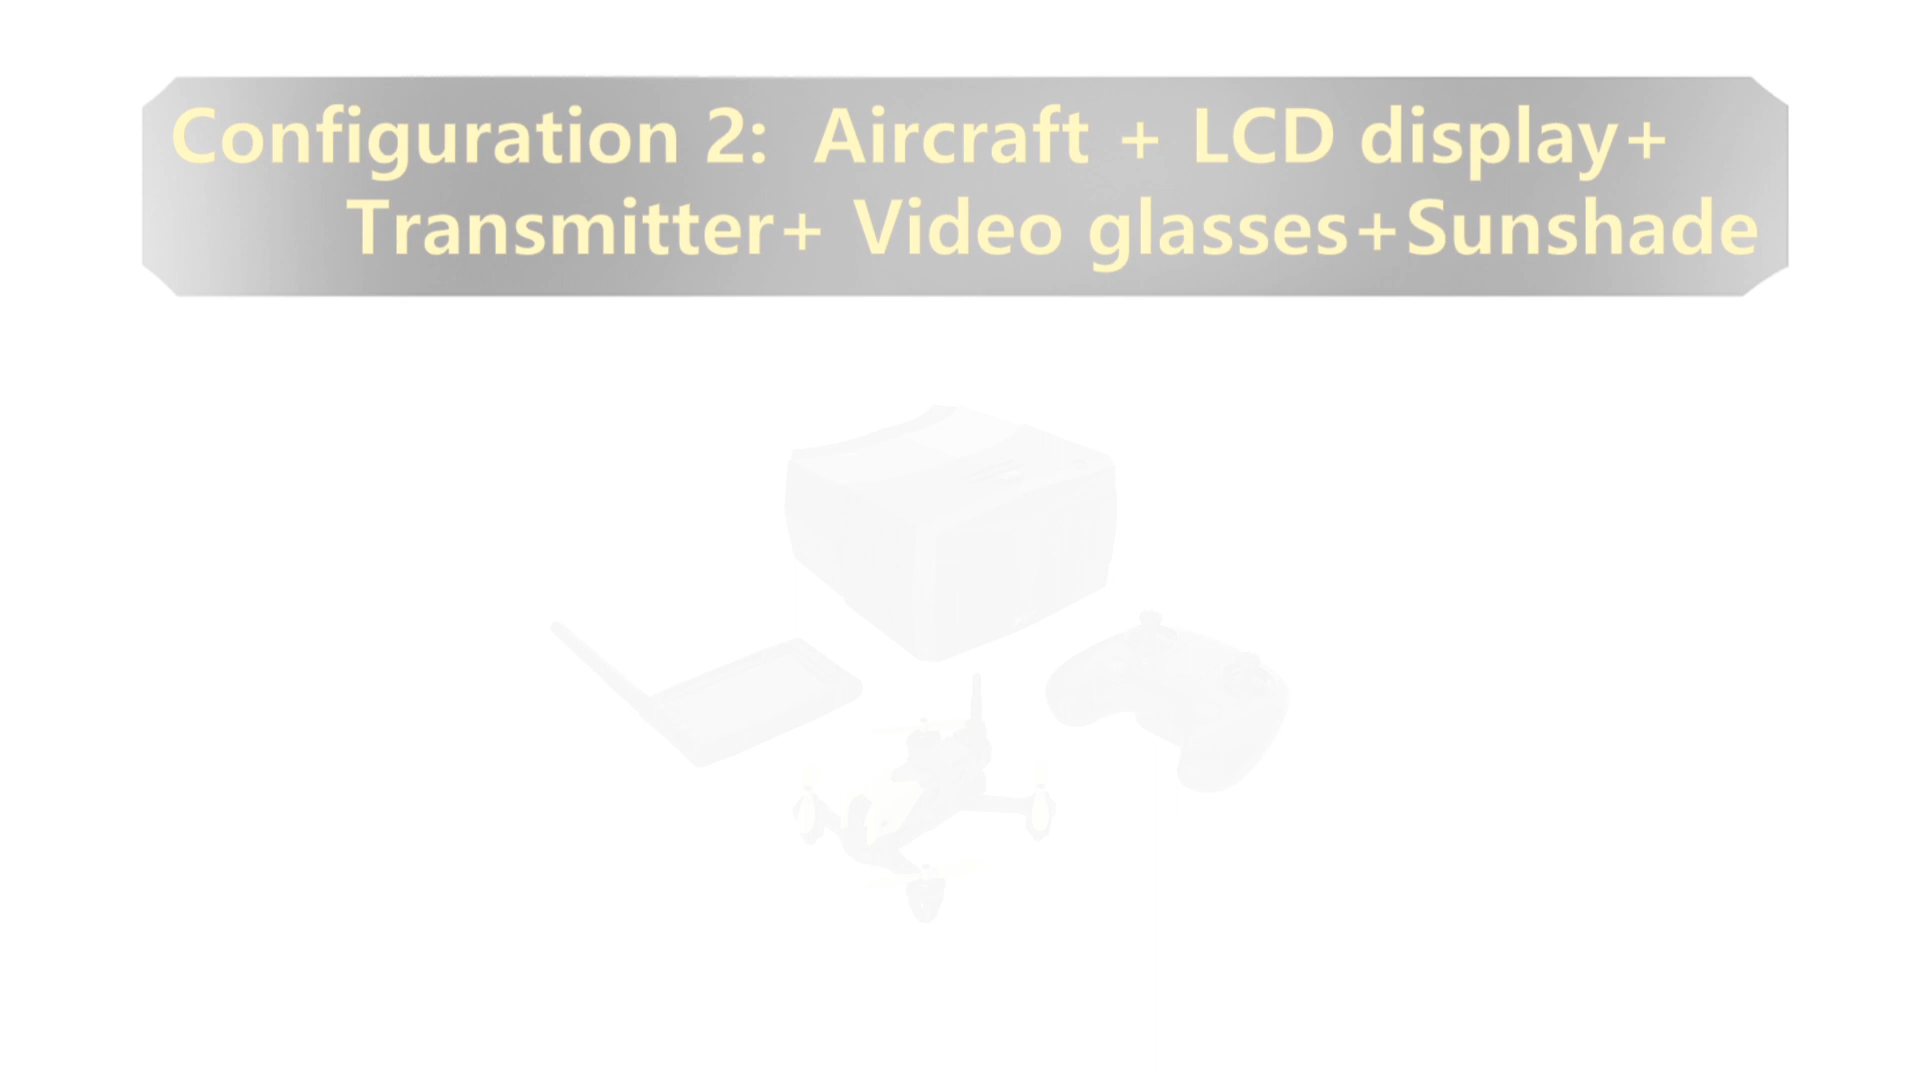 Configuration 2: Aircraft + LCD display+
Transmitter+ Video glasses+Sunshade